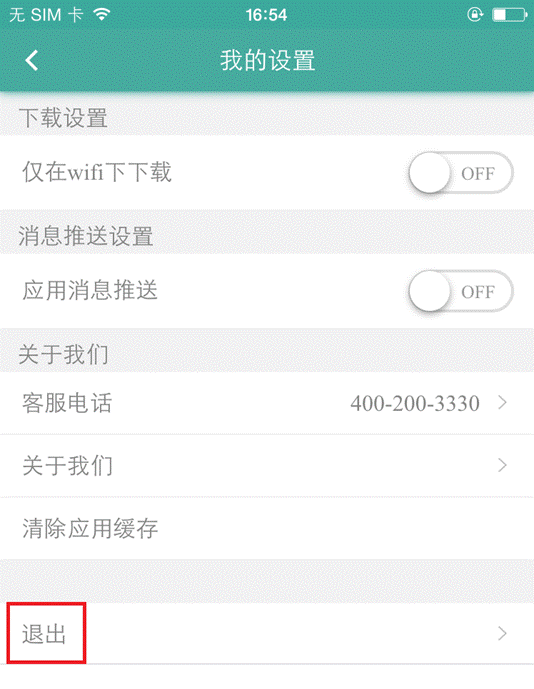 无 SIM 卡 16:54
我的设置
下载设置
仅在wifi下下载 OFF
消息推送设置
应用消息推送 OFF
关于我们
客服电话 400-200-3330
关于我们
清除应用缓存
退出